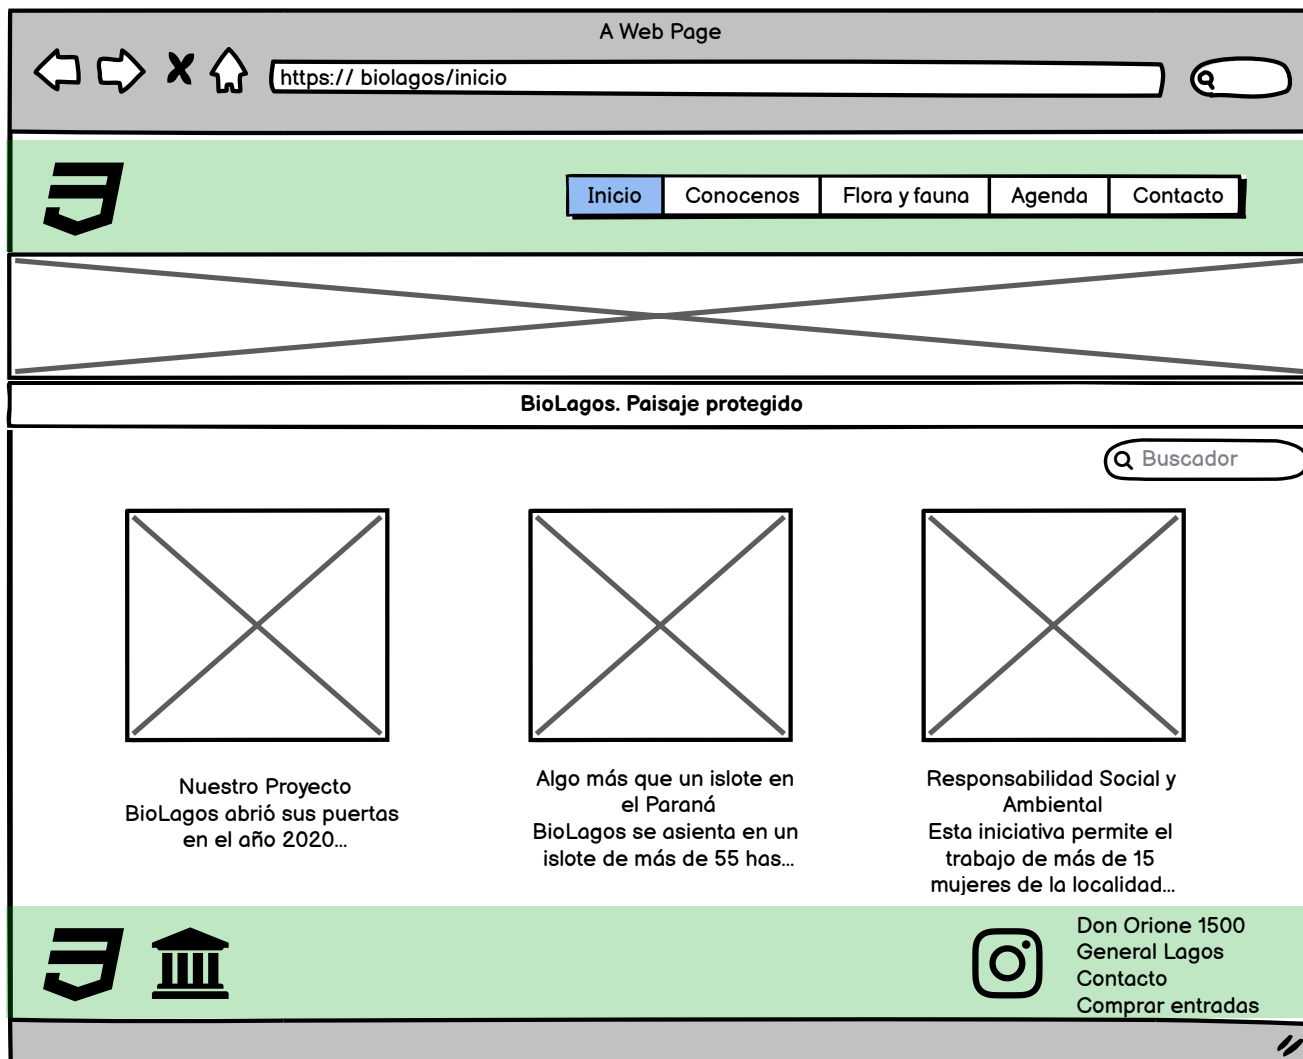 A Web Page
https:// biolagos/inicio
Inicio
Conocenos
Flora y fauna
Agenda
Contacto
BioLagos. Paisaje protegido
Buscador
Nuestro Proyecto
BioLagos abrió sus puertas
en el año 2020...
Algo más que un islote en
el Paraná
BioLagos se asienta en un
islote de más de 55 has...
Responsabilidad Social y
Ambiental
Esta iniciativa permite el
trabajo de más de 15
mujeres de la localidad...
Don Orione 1500
General Lagos
Contacto
Comprar entradas